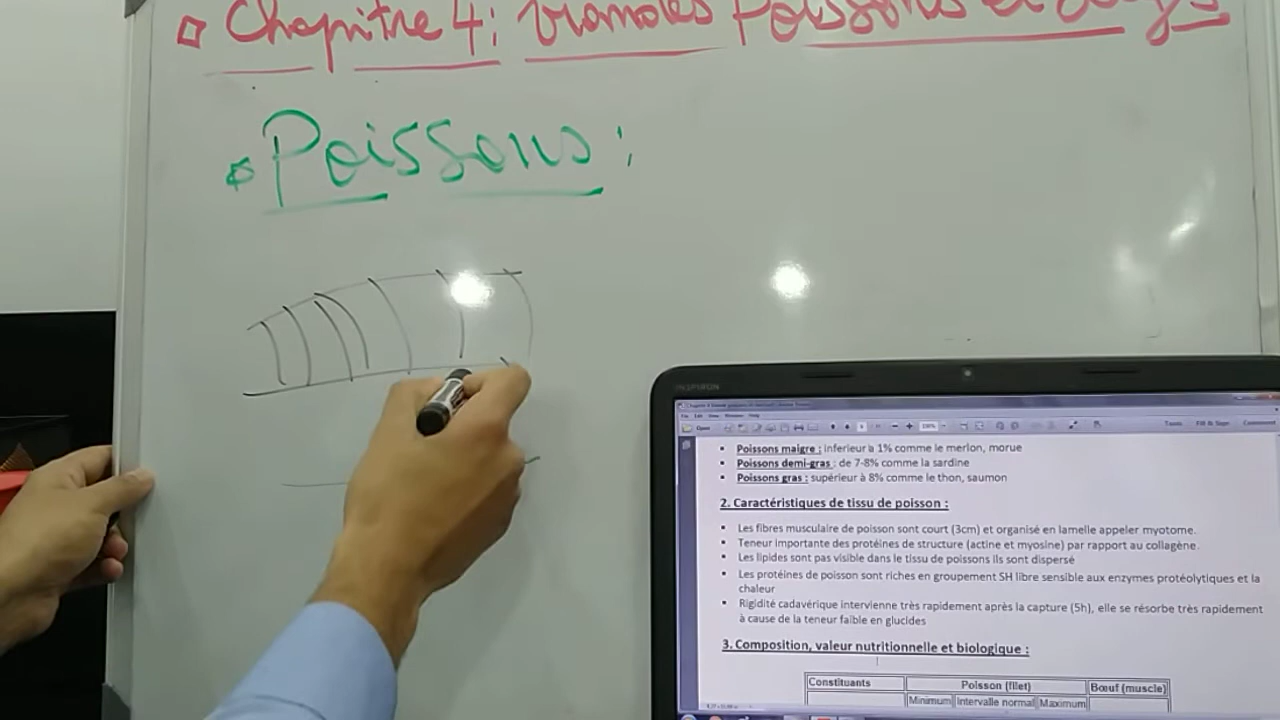 Chapitre 4: Viandes Poissons et Oeufs
Poissons:
INSPIRON
Poissons maigre : inferieur à 1% comme le merlon, morue
Poissons demi-gras : de 7-8% comme la sardine
Poissons gras : supérieur à 8% comme le thon, saumon
2. Caractéristiques de tissu de poisson :
Les fibres musculaire de poisson sont court (3cm) et organisé en lamelle appeler myotome.
Teneur importante des protéines de structure (actine et myosine) par rapport au collagène.
Les lipides sont pas visible dans le tissu de poissons ils sont dispersé
Les protéines de poisson sont riches en groupement SH libre sensible aux enzymes protéolytiques et la
chaleur
Rigidité cadavérique intervienne très rapidement après la capture (5h), elle se résorbe très rapidement
à cause de la teneur faible en glucides
3. Composition, valeur nutritionnelle et biologique :
Constituants Poisson (filet) Bœuf (muscle)
Minimum Intervalle normal Maximum